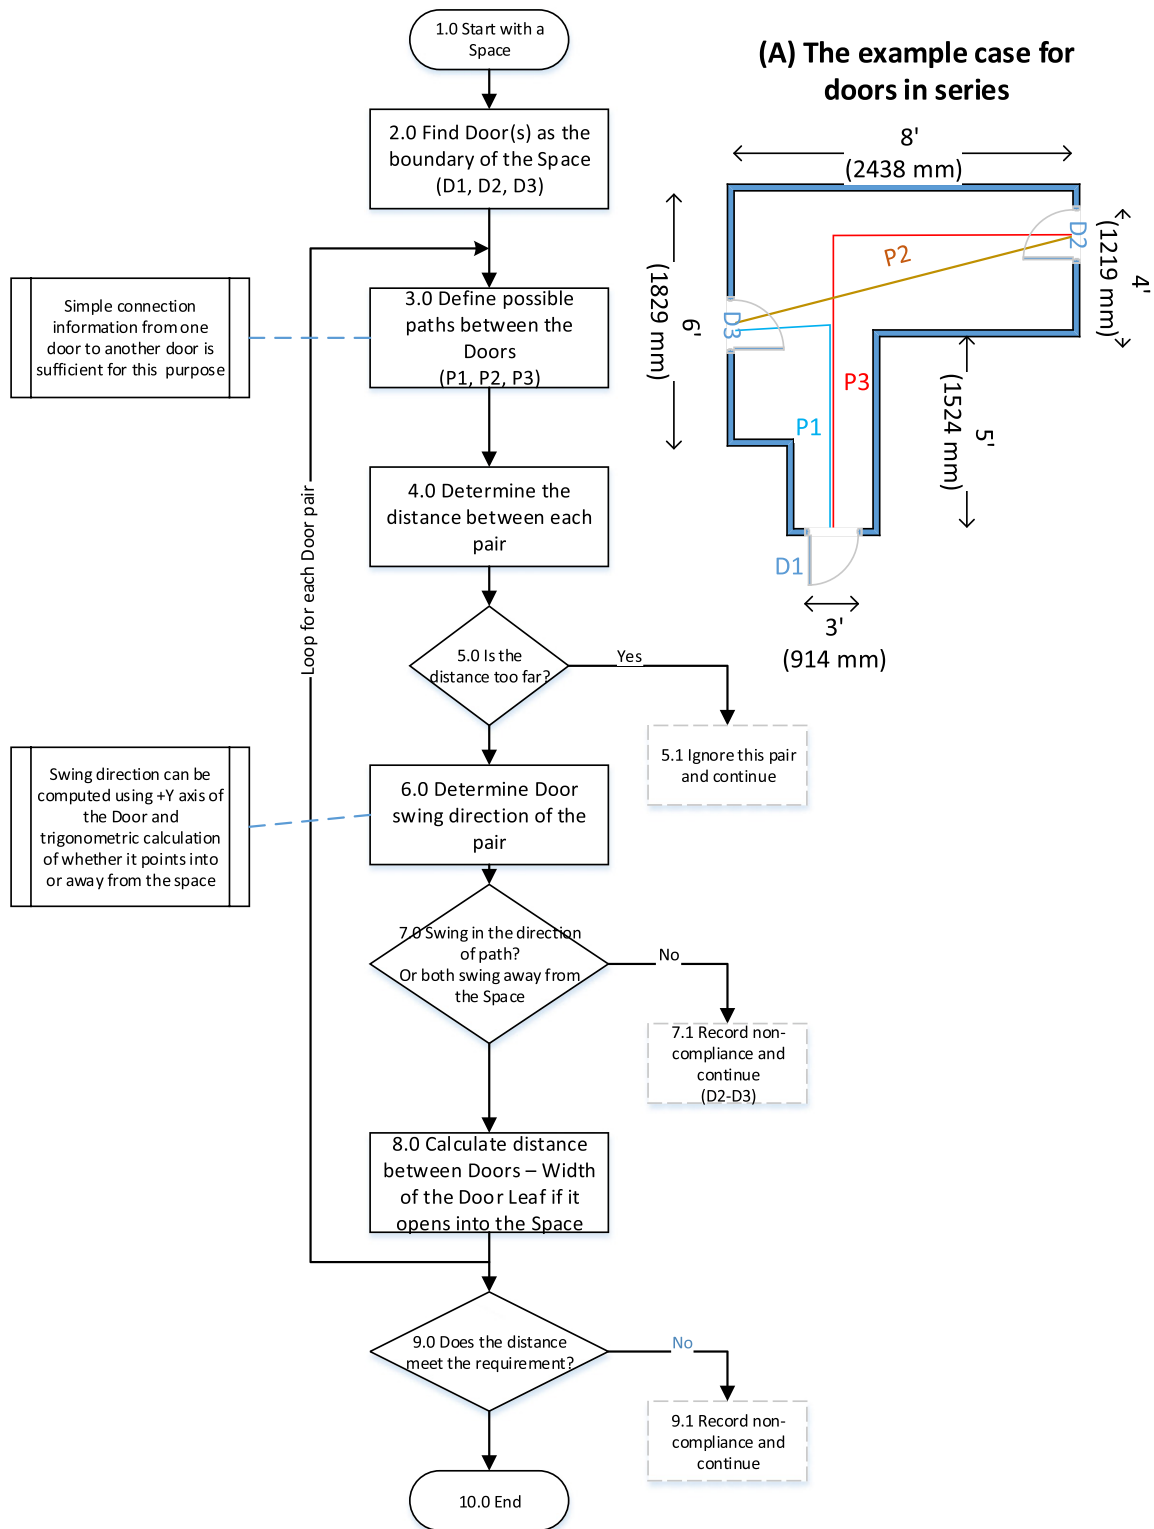 1.0 Start with a
Space
(A) The example case for
doors in series
2.0 Find Door(s) as the
boundary of the Space
(D1, D2, D3)
8'
(2438 mm)
6'
(1829 mm)
4'
(1219 mm)
5'
(1524 mm)
3'
(914 mm)
D1
D2
D3
P1
P2
P3
Simple connection
information from one
door to another door is
sufficient for this purpose
3.0 Define possible
paths between the
Doors
(P1, P2, P3)
4.0 Determine the
distance between each
pair
Loop for each Door pair
5.0 Is the
distance too far?
Yes
5.1 Ignore this pair
and continue
Swing direction can be
computed using +Y axis of
the Door and
trigonometric calculation
of whether it points into
or away from the space
6.0 Determine Door
swing direction of the
pair
7.0 Swing in the direction
of path?
Or both swing away from
the Space
No
7.1 Record non-
compliance and
continue
(D2-D3)
8.0 Calculate distance
between Doors – Width
of the Door Leaf if it
opens into the Space
9.0 Does the distance
meet the requirement?
No
9.1 Record non-
compliance and
continue
10.0 End